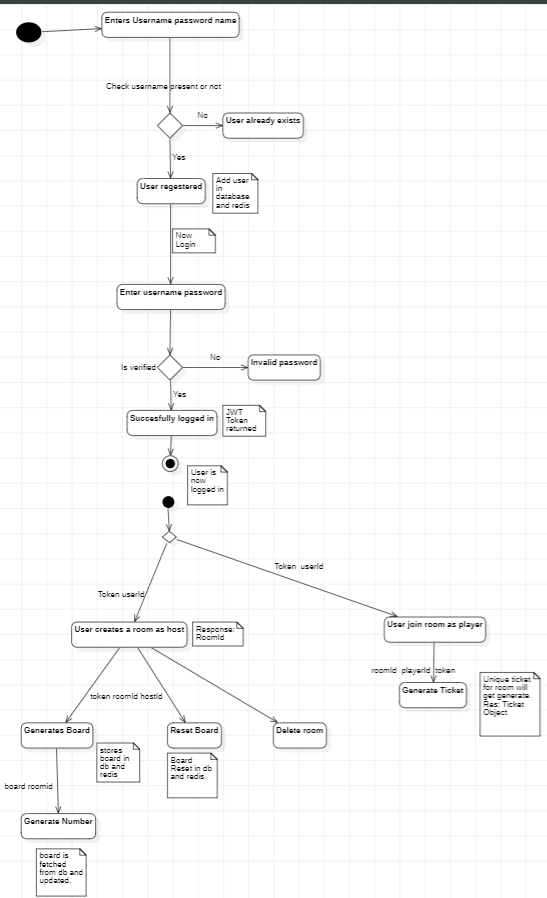 Enters Username password name
Check username present or not
No
User already exists
Yes
User regestered
Add user
in
database
and redis
Now
Login
Enter username password
Is verified
No
Invalid password
Yes
Succesfully logged in
JWT
Token
returned
User is
now
logged in
Token userId
Token userId
User creates a room as host
Response:
RoomId
User join room as player
roomId playerId token
Generate Ticket
Unique ticket
for room will
get generate.
Res: Ticket
Object
token roomId hostId
Generates Board
Reset Board
Delete room
stores
board in
db and
redis
Board
Reset in db
and redis.
board roomid
Generate Number
board is
fetched
from db and
updated.